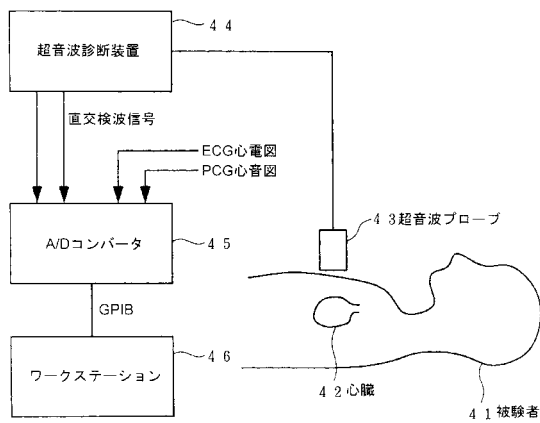 44
超音波診断装置
直交検波信号
ECG心電図
PCG心音図
43超音波プローブ
A/Dコンバータ
45
GPIB
46
ワークステーション
42心臓
41被験者